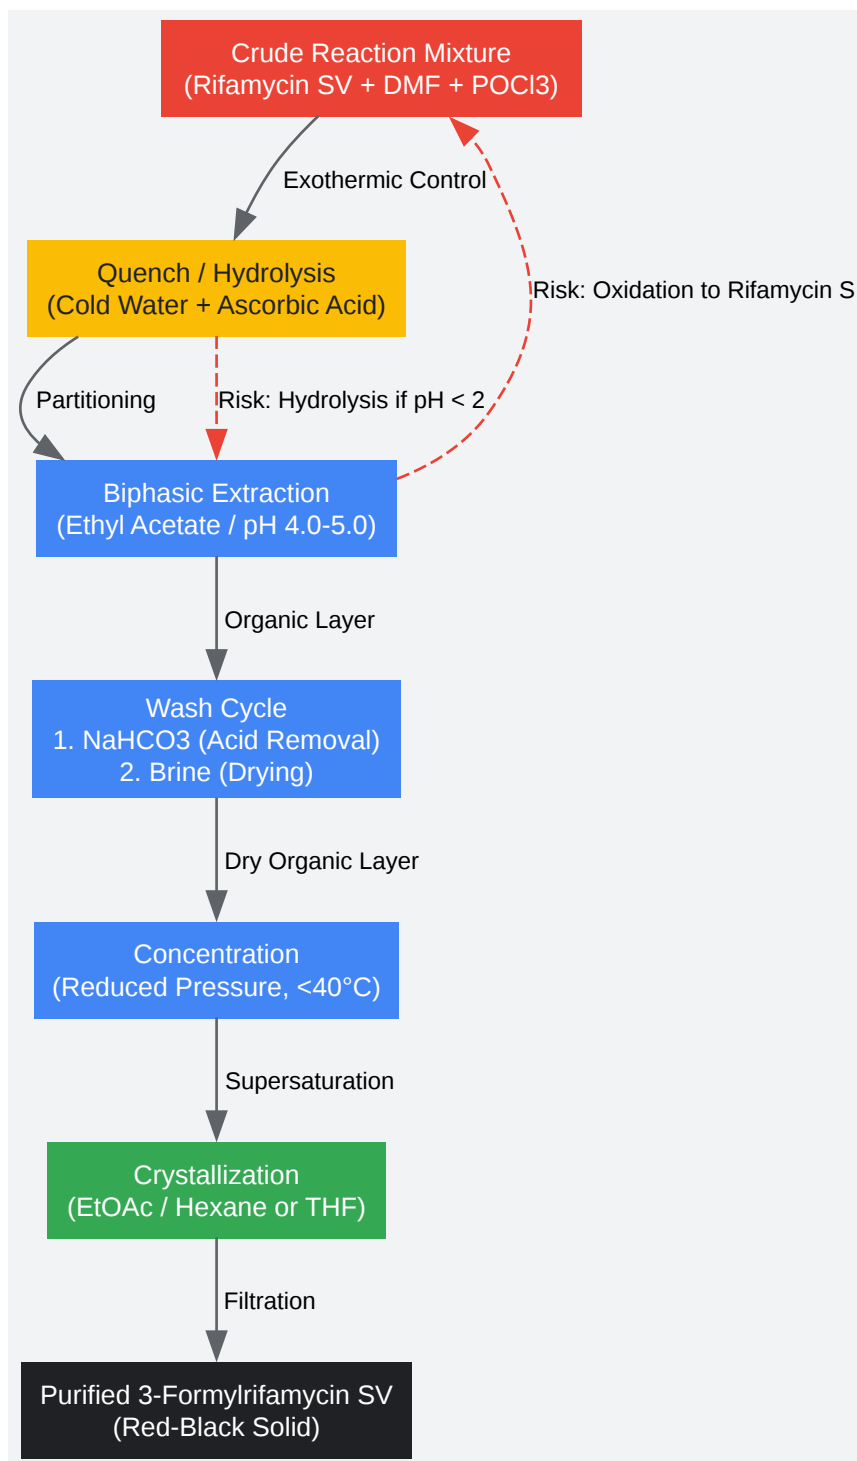 Crude Reaction Mixture
(Rifamycin SV + DMF + POCl3)
Exothermic Control
Quench / Hydrolysis
(Cold Water + Ascorbic Acid)
Risk: Oxidation to Rifamycin S
Partitioning
Risk: Hydrolysis if pH < 2
Biphasic Extraction
(Ethyl Acetate / pH 4.0-5.0)
Organic Layer
Wash Cycle
1. NaHCO3 (Acid Removal)
2. Brine (Drying)
Dry Organic Layer
Concentration
(Reduced Pressure, <40°C)
Supersaturation
Crystallization
(EtOAc / Hexane or THF)
Filtration
Purified 3-Formylrifamycin SV
(Red-Black Solid)